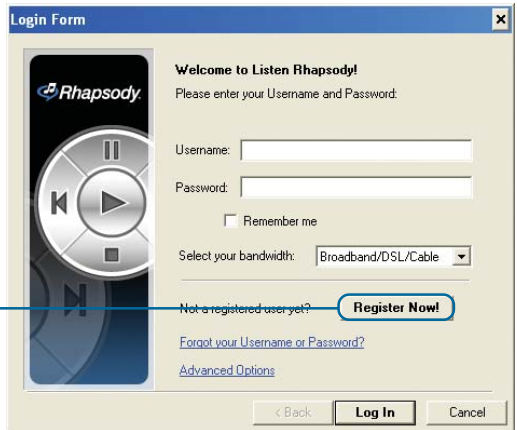 Login Form
Rhapsody.
Welcome to Listen Rhapsody!
Please enter your Username and Password:
Username:
Password:
Remember me
Select your bandwidth: Broadband/DSL/Cable
Not a registered user yet? Register Now!
Forgot your Username or Password?
Advanced Options
< Back Log In Cancel